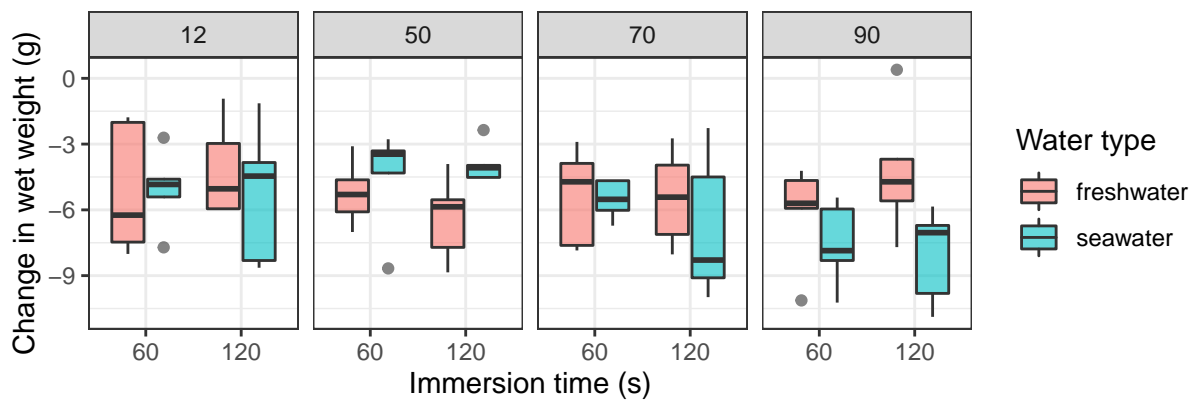 12 50 70 90
Change in wet weight (g)
0
−3
−6
−9
60 120 60 120 60 120 60 120
Immersion time (s)
Water type
freshwater
seawater